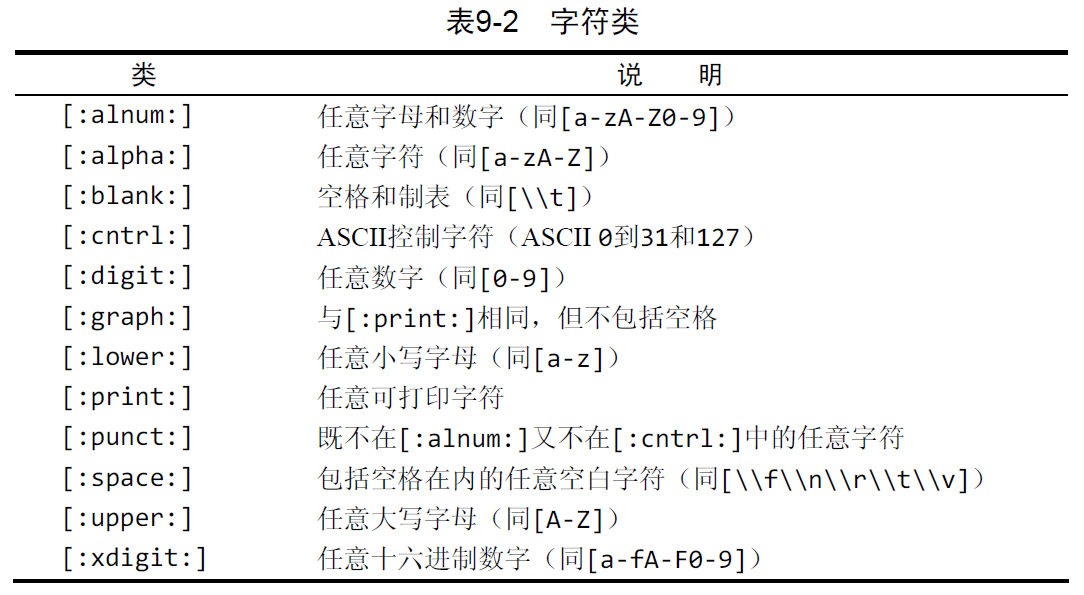 表9-2 字符类
类 说 明
[:alnum:] 任意字母和数字（同[a-zA-Z0-9]）
[:alpha:] 任意字符（同[a-zA-Z]）
[:blank:] 空格和制表（同[\\t]）
[:cntrl:] ASCII控制字符（ASCII 0到31和127）
[:digit:] 任意数字（同[0-9]）
[:graph:] 与[:print:]相同，但不包括空格
[:lower:] 任意小写字母（同[a-z]）
[:print:] 任意可打印字符
[:punct:] 既不在[:alnum:]又不在[:cntrl:]中的任意字符
[:space:] 包括空格在内的任意空白字符（同[\\f\\n\\r\\t\\v]）
[:upper:] 任意大写字母（同[A-Z]）
[:xdigit:] 任意十六进制数字（同[a-fA-F0-9]）